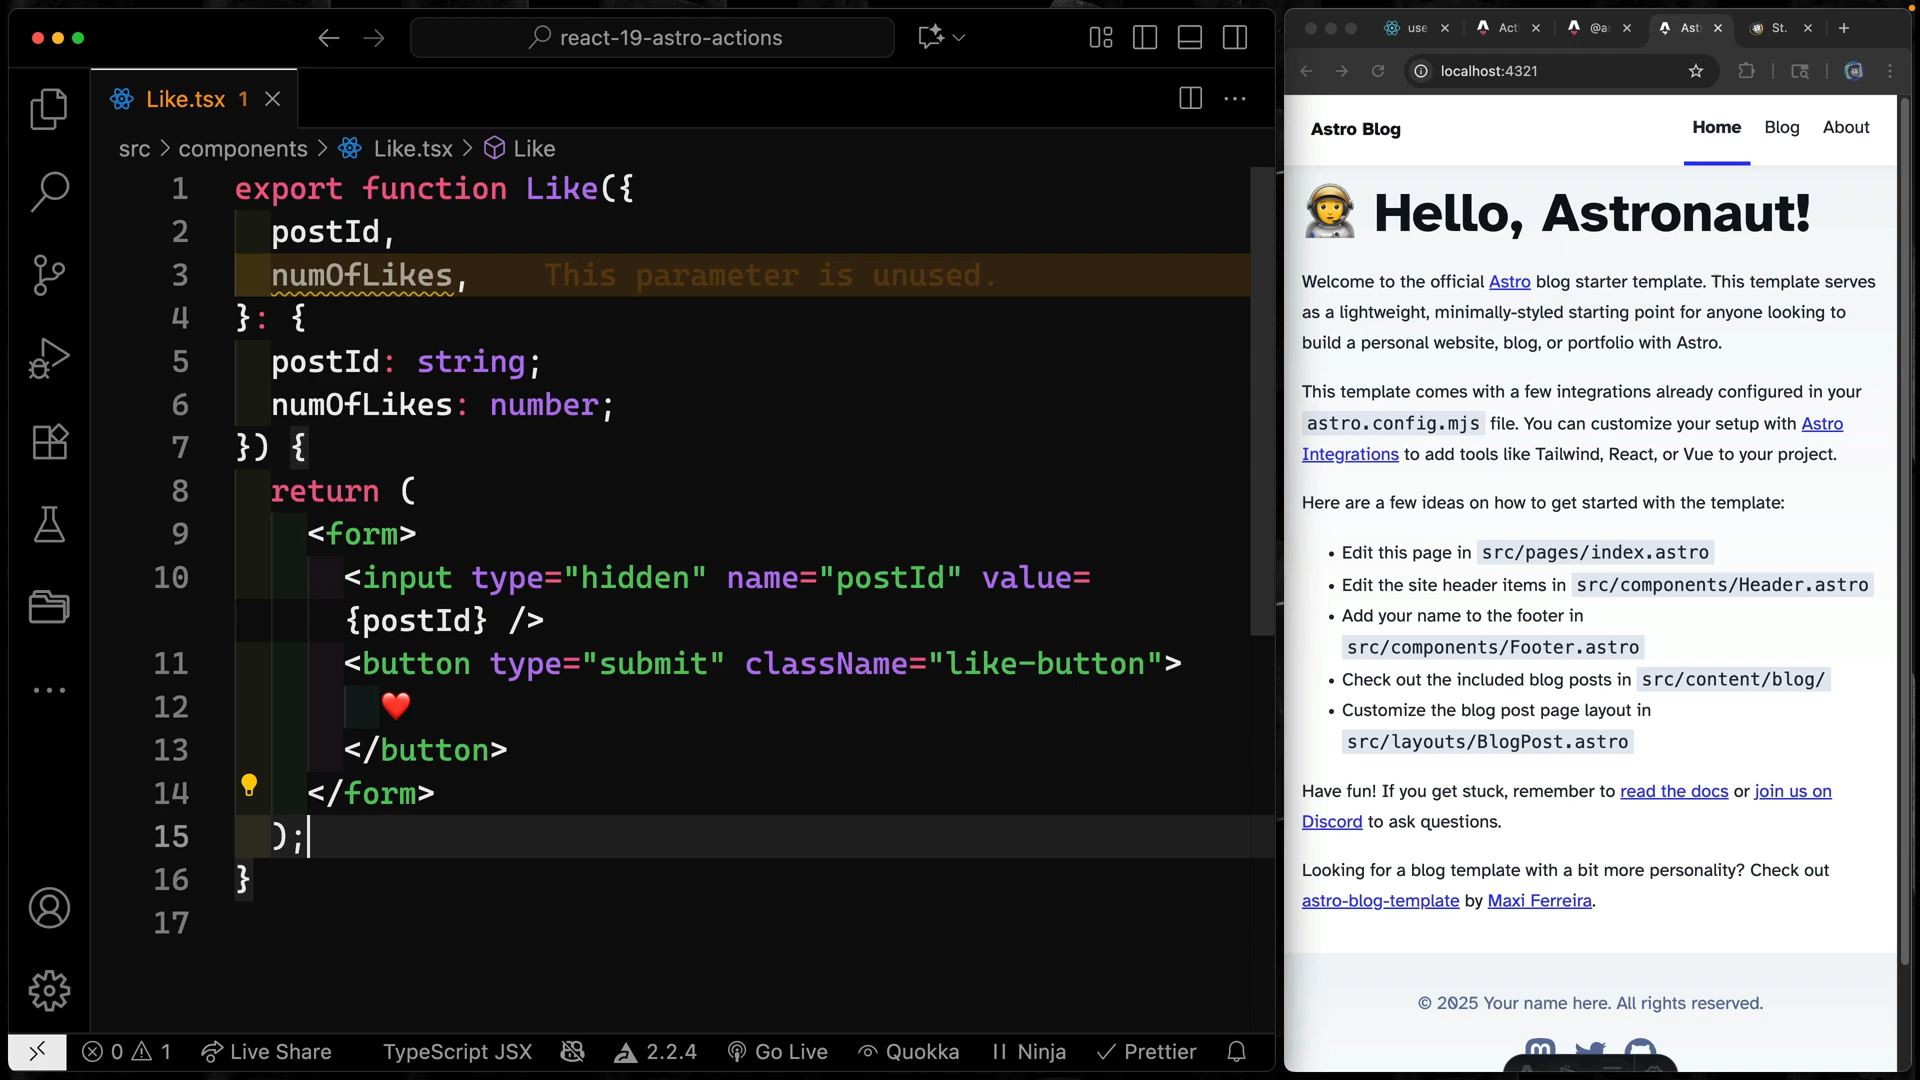 react-19-astro-actions
Like.tsx 1
src > components > Like.tsx > Like
1 export function Like({
2 postId,
3 numOfLikes, This parameter is unused.
4 }: {
5 postId: string;
6 numOfLikes: number;
7 }) {
8 return (
9 <form>
10 <input type="hidden" name="postId" value=
{postId} />
11 <button type="submit" className="like-button">
12 ❤️
13 </button>
14 </form>
15 );
16 }
17
0 1 Live Share TypeScript JSX 2.2.4 Go Live Quokka Ninja Prettier
use Act @a Ast St.
localhost:4321
Astro Blog Home Blog About
🧑‍🚀 Hello, Astronaut!
Welcome to the official Astro blog starter template. This template serves
as a lightweight, minimally-styled starting point for anyone looking to
build a personal website, blog, or portfolio with Astro.
This template comes with a few integrations already configured in your
astro.config.mjs file. You can customize your setup with Astro
Integrations to add tools like Tailwind, React, or Vue to your project.
Here are a few ideas on how to get started with the template:
• Edit this page in src/pages/index.astro
• Edit the site header items in src/components/Header.astro
• Add your name to the footer in
src/components/Footer.astro
• Check out the included blog posts in src/content/blog/
• Customize the blog post page layout in
src/layouts/BlogPost.astro
Have fun! If you get stuck, remember to read the docs or join us on
Discord to ask questions.
Looking for a blog template with a bit more personality? Check out
astro-blog-template by Maxi Ferreira.
© 2025 Your name here. All rights reserved.